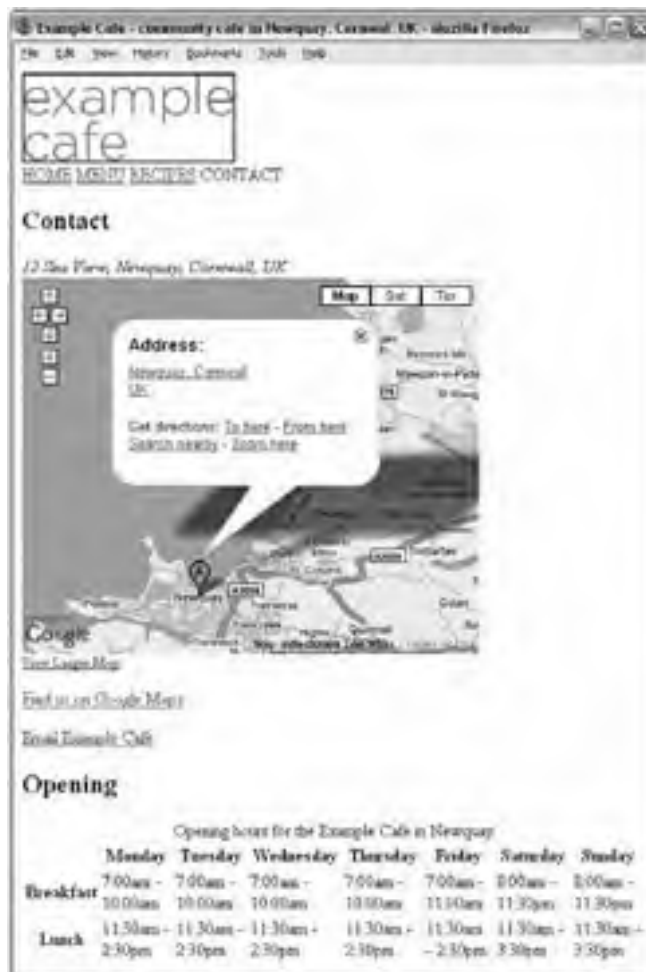 Example Cafe - community cafe in Newquay, Cornwall, UK - Mozilla Firefox
File Edit View History Bookmarks Tools Help
example
cafe
HOME MENU RECIPES CONTACT
Contact
12 Sea View, Newquay, Cornwall, UK
Map Sat Ter
Address:
Newquay, Cornwall
UK
Get directions: To here - From here
Search nearby - Zoom here
Newquay
Google
View Larger Map
Find us on Google Maps
Email Example Cafe
Opening
Opening hours for the Example Cafe in Newquay
Monday Tuesday Wednesday Thursday Friday Saturday Sunday
Breakfast 7:00am - 7:00am - 7:00am - 7:00am - 7:00am - 8:00am - 8:00am -
10:00am 10:00am 10:00am 10:00am 11:00am 11:30pm 11:30pm
Lunch 11:30am - 11:30am - 11:30am - 11:30am - 11:30am 11:30am - 11:30am -
2:30pm 2:30pm 2:30pm 2:30pm - 2:30pm 3:30pm 3:30pm